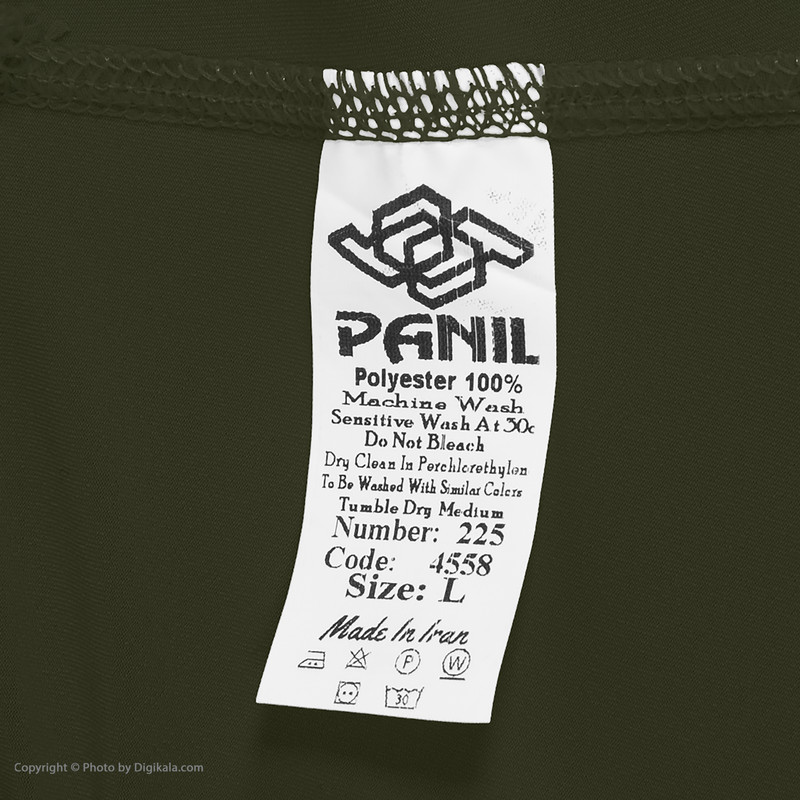 PANIL
Polyester 100%
Machine Wash
Sensitive Wash At 30c
Do Not Bleach
Dry Clean In Perchlorethylen
To Be Washed With Similar Colors
Tumble Dry Medium
Number: 225
Code: 4558
Size: L
Made In Iran
P W
30
Copyright © Photo by Digikala.com